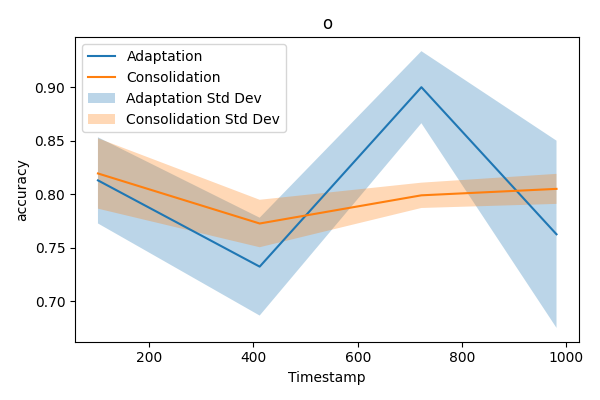 o
Adaptation
Consolidation
Adaptation Std Dev
Consolidation Std Dev
accuracy
0.90
0.85
0.80
0.75
0.70
200
400
600
800
1000
Timestamp